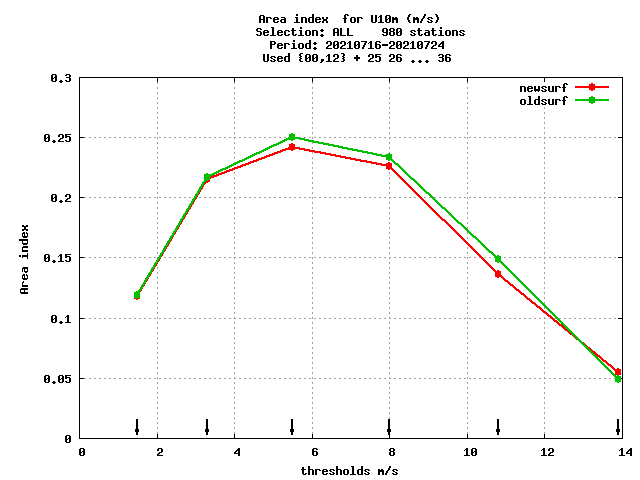 Area index  for U10m (m/s)
Selection: ALL    980 stations
Period: 20210716-20210724
Used {00,12} + 25 26 ... 36
0.3
newsurf
oldsurf
0.25
0.2
0.15
0.1
0.05
0
Area index
0 2 4 6 8 10 12 14
thresholds m/s